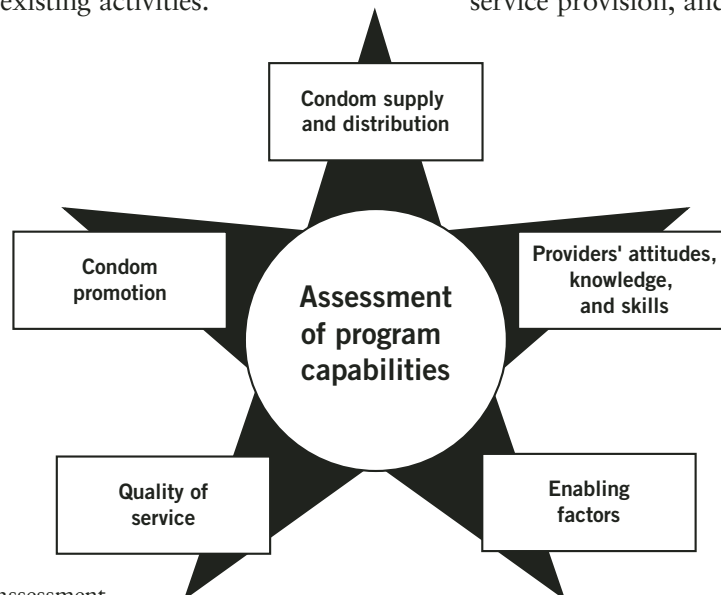 existing activities.
service provision, and
Condom supply
and distribution
Condom
promotion
Providers' attitudes,
knowledge,
and skills
Assessment
of program
capabilities
Quality of
service
Enabling
factors
assessment